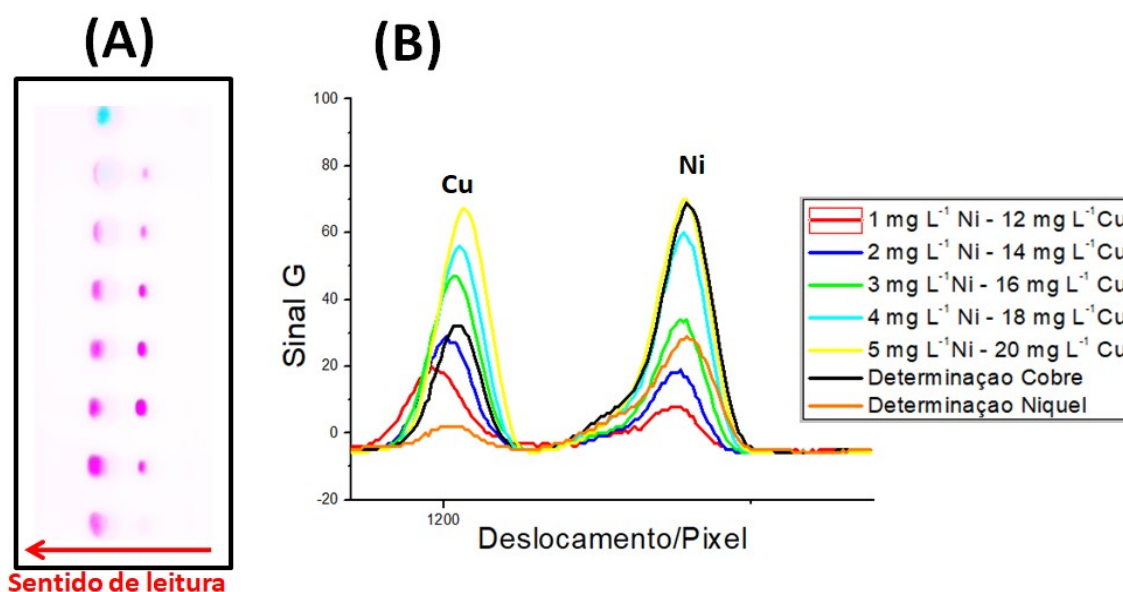 (A)
Sentido de leitura
(B)
100
80
60
40
20
0
-20
Sinal G
Cu
Ni
1200
Deslocamento/Pixel
1 mg L⁻¹ Ni - 12 mg L⁻¹Cu
2 mg L⁻¹ Ni - 14 mg L⁻¹Cu
3 mg L⁻¹Ni - 16 mg L⁻¹ Cu
4 mg L⁻¹ Ni - 18 mg L⁻¹Cu
5 mg L⁻¹Ni - 20 mg L⁻¹ Cu
Determinaçao Cobre
Determinaçao Niquel